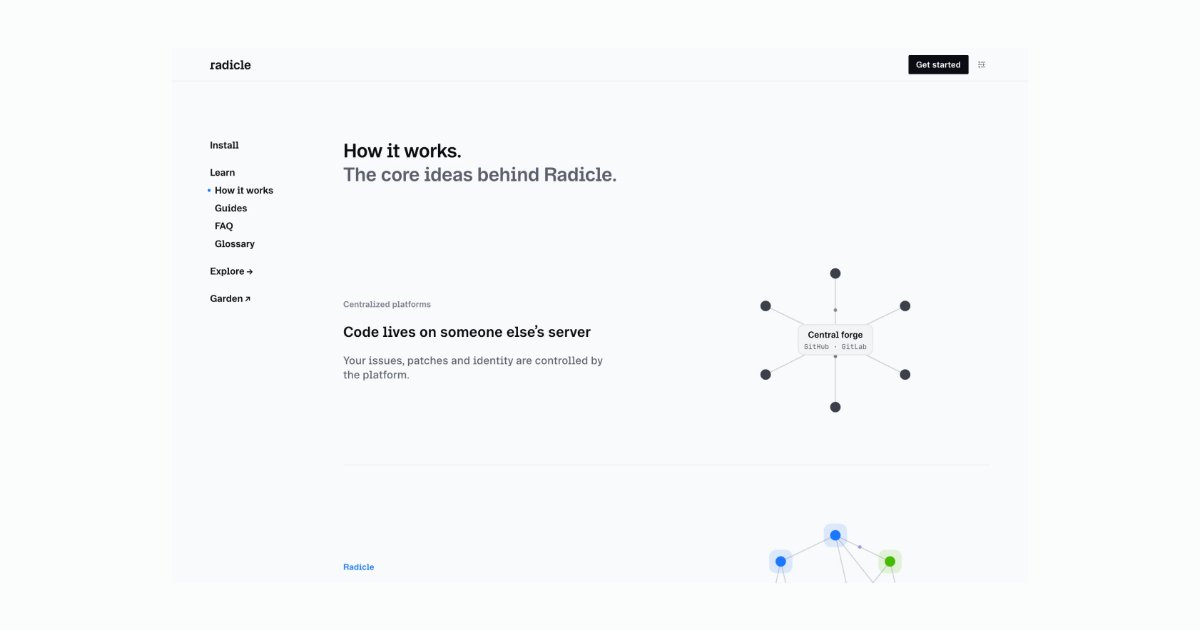 radicle
Get started
Install
Learn
How it works
Guides
FAQ
Glossary
Explore →
Garden ↗
How it works.
The core ideas behind Radicle.
Centralized platforms
Code lives on someone else’s server
Your issues, patches and identity are controlled by
the platform.
Central forge
GitHub · GitLab
Radicle